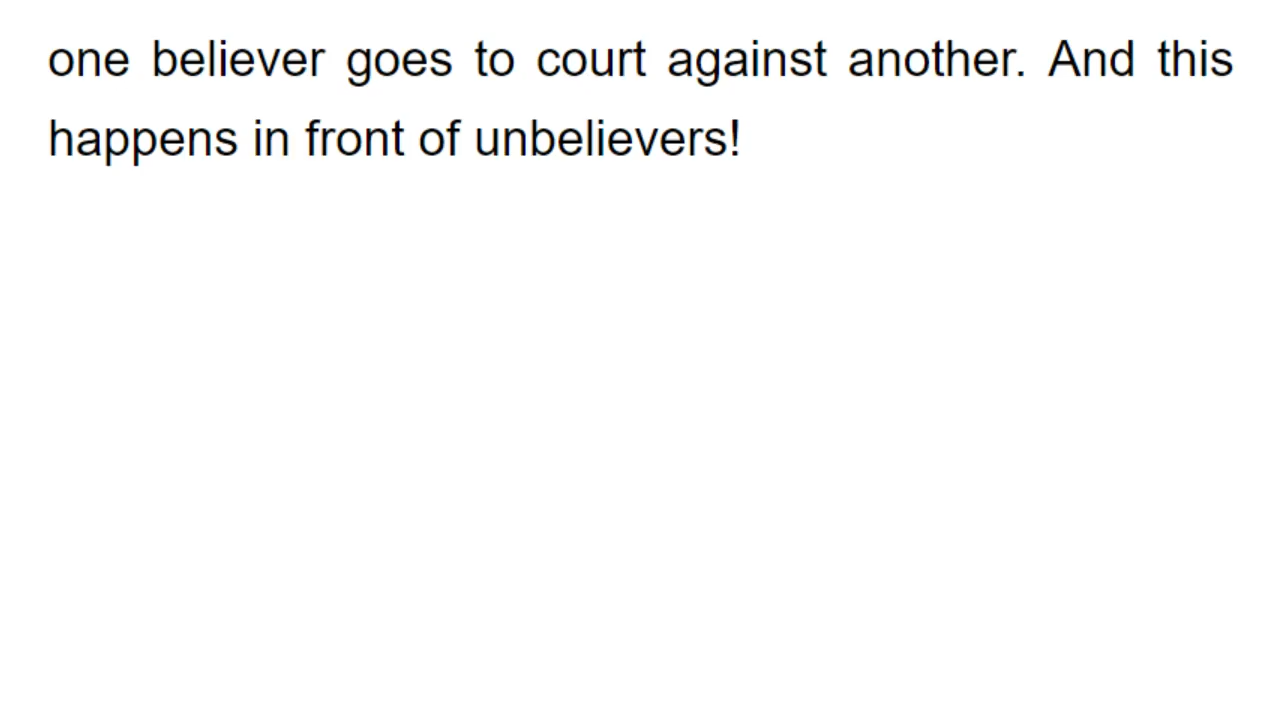 one believer goes to court against another. And this
happens in front of unbelievers!